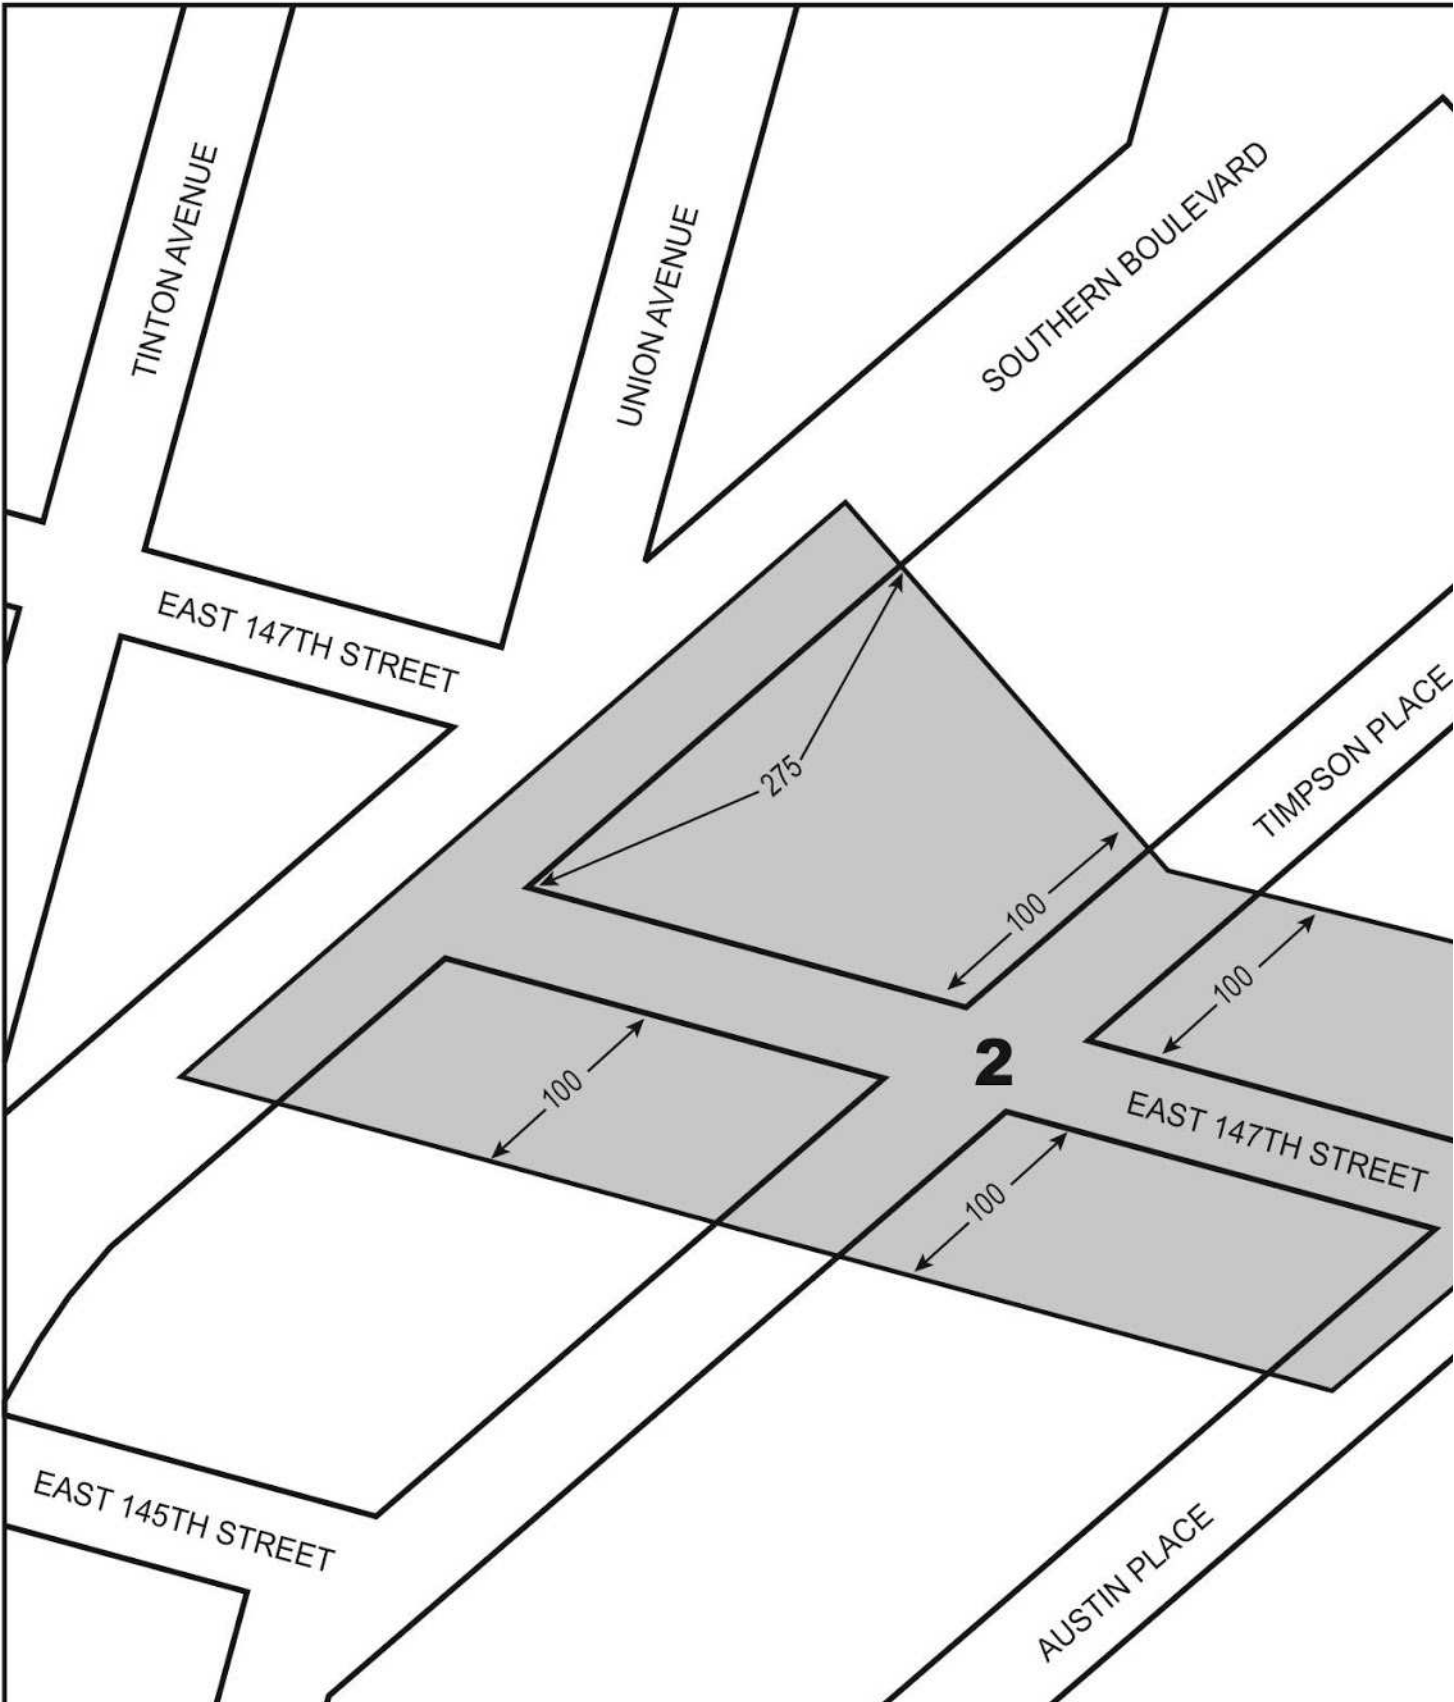 TINTON AVENUE
UNION AVENUE
SOUTHERN BOULEVARD
EAST 147TH STREET
TIMPSON PLACE
275
100
100
2
100
EAST 147TH STREET
100
EAST 145TH STREET
AUSTIN PLACE